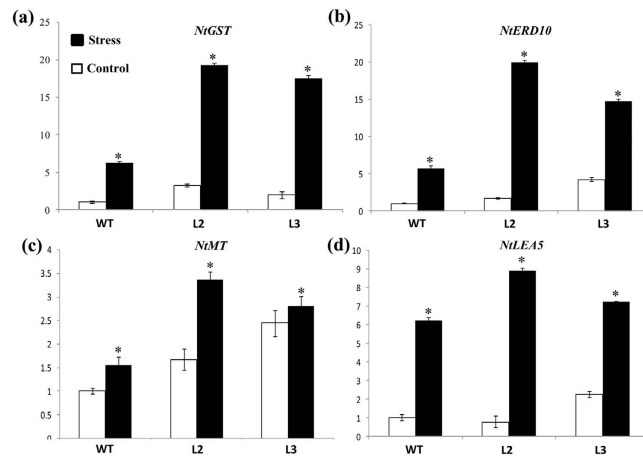 (a)
NtGST
Stress
Control
25
20
15
10
5
0
WT
L2
L3
(b)
NtERD10
25
20
15
10
5
0
WT
L2
L3
(c)
NtMT
4
3.5
3
2.5
2
1.5
1
0.5
0
WT
L2
L3
(d)
NtLEA5
10
9
8
7
6
5
4
3
2
1
0
WT
L2
L3